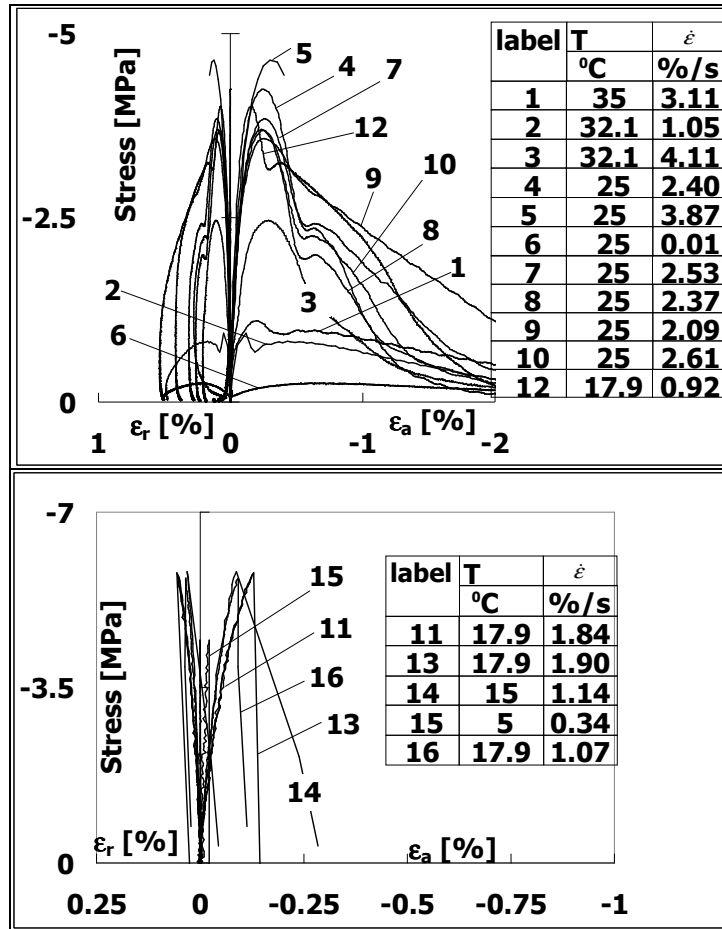 -5
Stress [MPa]
-2.5
0
5
4
7
12
9
10
8
1
2
3
6
label T ε̇
⁰C %/s
1 35 3.11
2 32.1 1.05
3 32.1 4.11
4 25 2.40
5 25 3.87
6 25 0.01
7 25 2.53
8 25 2.37
9 25 2.09
10 25 2.61
12 17.9 0.92
εr [%] εa [%]
1 0 -1 -2
-7
Stress [MPa]
-3.5
0
15
11
16
13
14
label T ε̇
⁰C %/s
11 17.9 1.84
13 17.9 1.90
14 15 1.14
15 5 0.34
16 17.9 1.07
εr [%] εa [%]
0.25 0 -0.25 -0.5 -0.75 -1